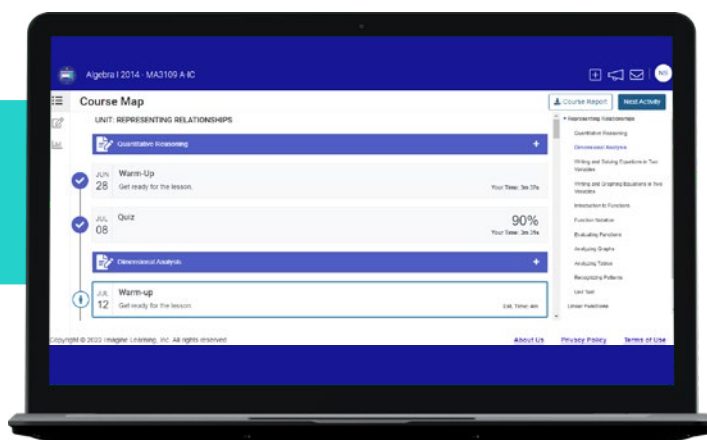 Algebra I 2014 - MA3109 A-IC
NS
Course Map
Course Report
Next Activity
UNIT: REPRESENTING RELATIONSHIPS
Quantitative Reasoning
+
JUN
28
Warm-Up
Get ready for the lesson.
Your Time: 3m 37s
JUL
08
Quiz
90%
Your Time: 3m 39s
Dimensional Analysis
+
JUL
12
Warm-up
Get ready for the lesson.
Est. Time: 4m
Representing Relationships
Quantitative Reasoning
Dimensional Analysis
Writing and Solving Equations in Two
Variables
Writing and Graphing Equations in Two
Variables
Introduction to Functions
Function Notation
Evaluating Functions
Analyzing Graphs
Analyzing Tables
Recognizing Patterns
Unit Test
Linear Functions
Copyright © 2022 Imagine Learning, Inc. All rights reserved
About Us
Privacy Policy
Terms of Use